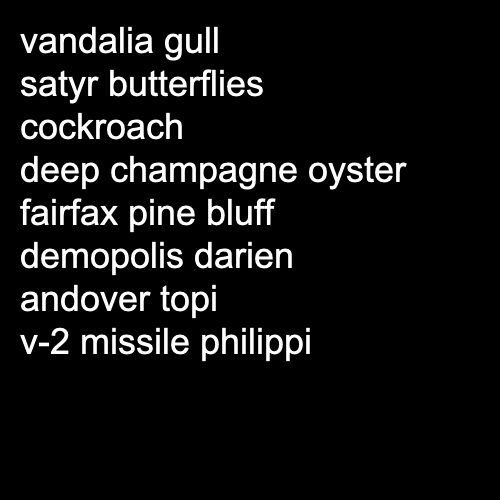 vandalia gull
satyr butterflies
cockroach
deep champagne oyster
fairfax pine bluff
demopolis darien
andover topi
v-2 missile philippi